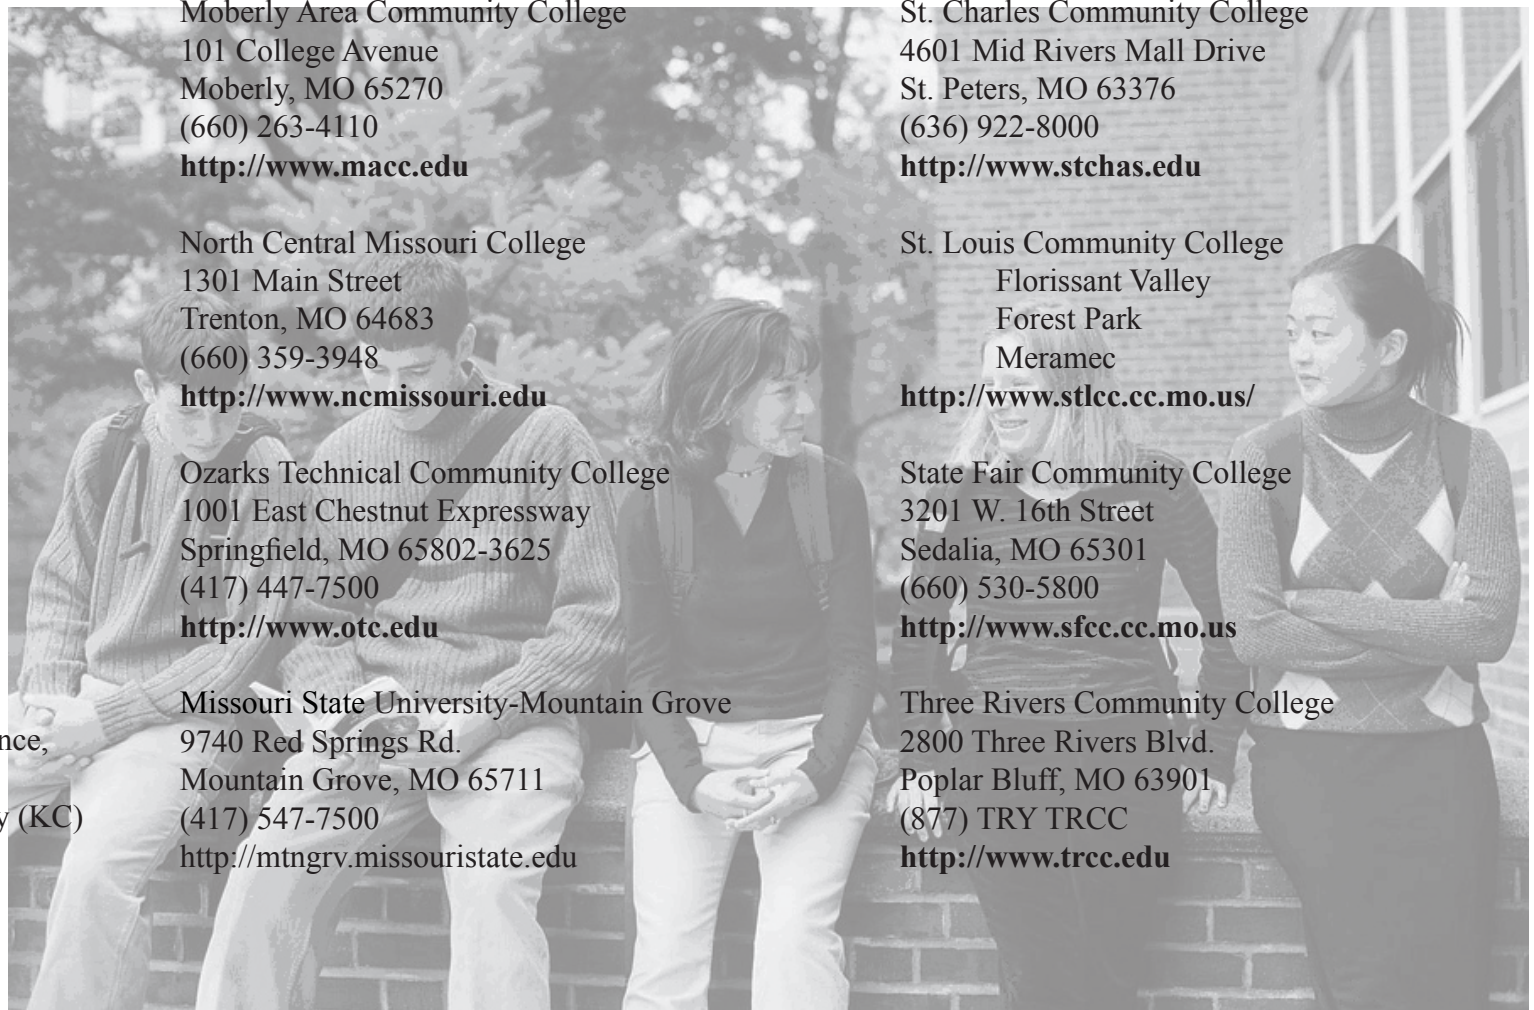 nce,
y (KC)
Moberly Area Community College
101 College Avenue
Moberly, MO 65270
(660) 263-4110
http://www.macc.edu
North Central Missouri College
1301 Main Street
Trenton, MO 64683
(660) 359-3948
http://www.ncmissouri.edu
Ozarks Technical Community College
1001 East Chestnut Expressway
Springfield, MO 65802-3625
(417) 447-7500
http://www.otc.edu
Missouri State University-Mountain Grove
9740 Red Springs Rd.
Mountain Grove, MO 65711
(417) 547-7500
http://mtngrv.missouristate.edu
St. Charles Community College
4601 Mid Rivers Mall Drive
St. Peters, MO 63376
(636) 922-8000
http://www.stchas.edu
St. Louis Community College
Florissant Valley
Forest Park
Meramec
http://www.stlcc.cc.mo.us/
State Fair Community College
3201 W. 16th Street
Sedalia, MO 65301
(660) 530-5800
http://www.sfcc.cc.mo.us
Three Rivers Community College
2800 Three Rivers Blvd.
Poplar Bluff, MO 63901
(877) TRY TRCC
http://www.trcc.edu